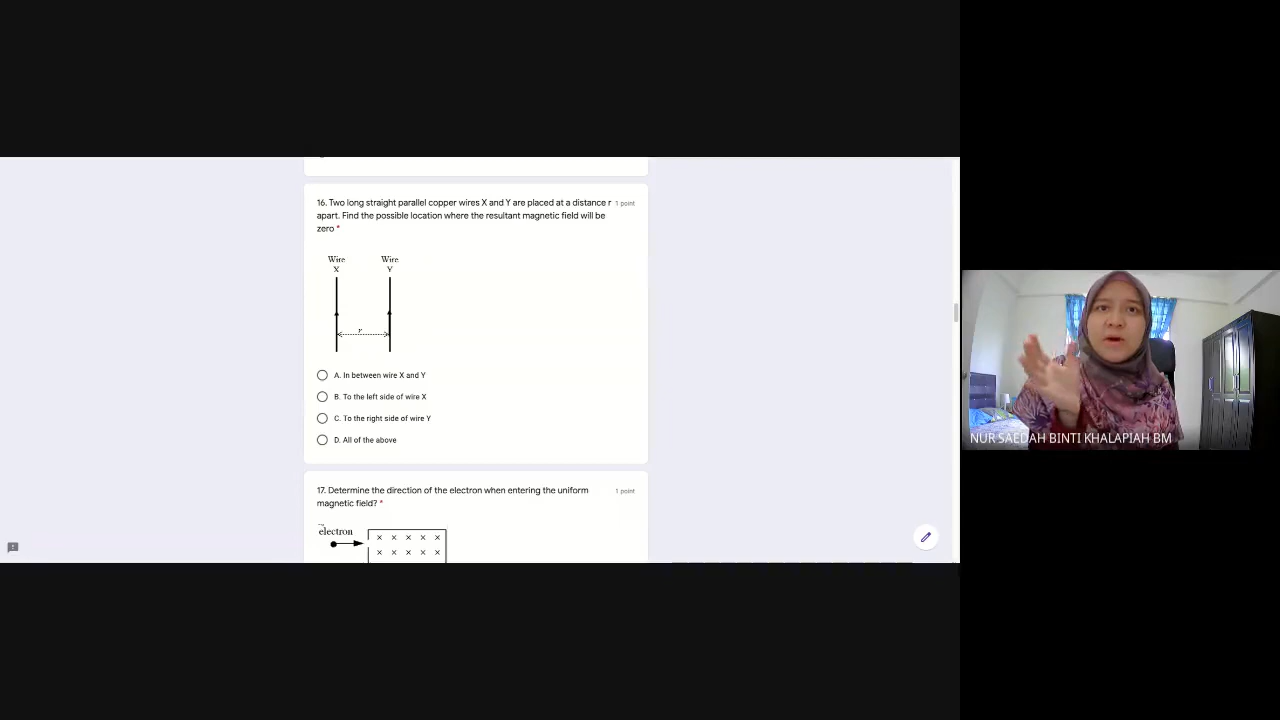 16. Two long straight parallel copper wires X and Y are placed at a distance r 1 point
apart. Find the possible location where the resultant magnetic field will be
zero *
Wire Wire
X Y
r
A. In between wire X and Y
B. To the left side of wire X
C. To the right side of wire Y
D. All of the above
17. Determine the direction of the electron when entering the uniform 1 point
magnetic field? *
electron
× × × × ×
× × × × ×
NUR SAEDAH BINTI KHALAPIAH BM